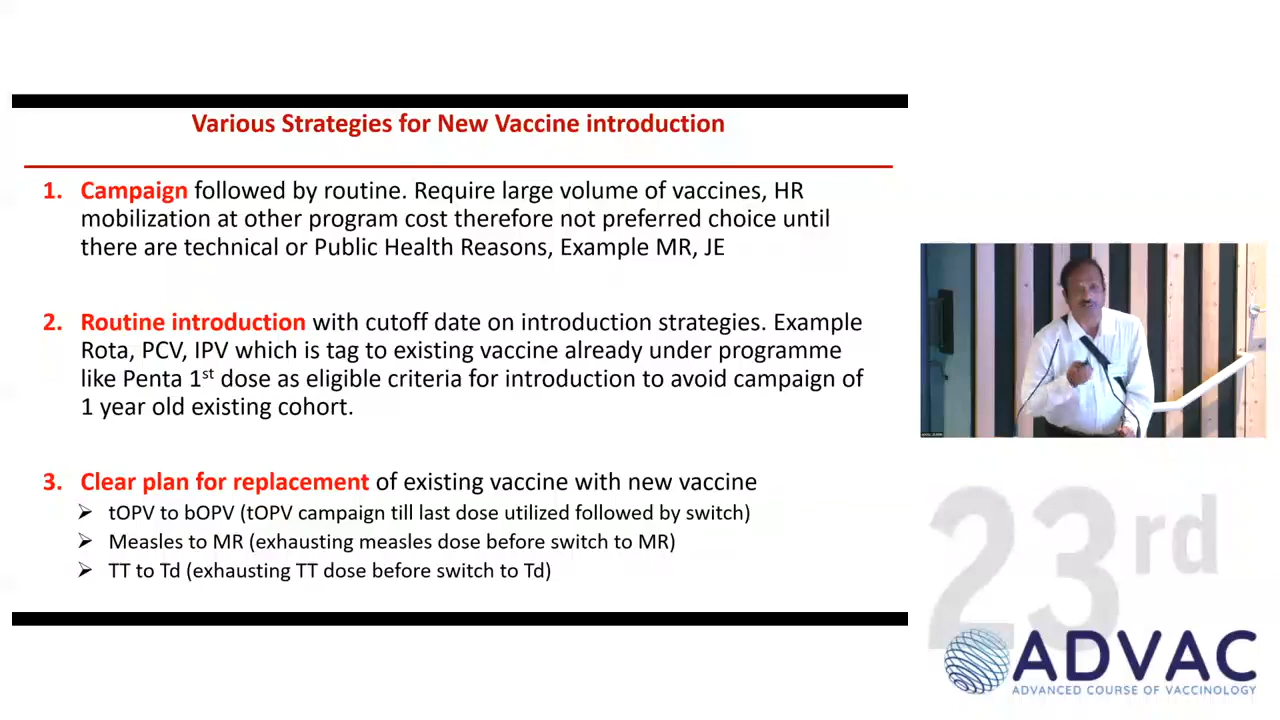 Various Strategies for New Vaccine introduction
1. Campaign followed by routine. Require large volume of vaccines, HR
mobilization at other program cost therefore not preferred choice until
there are technical or Public Health Reasons, Example MR, JE
2. Routine introduction with cutoff date on introduction strategies. Example
Rota, PCV, IPV which is tag to existing vaccine already under programme
like Penta 1st dose as eligible criteria for introduction to avoid campaign of
1 year old existing cohort.
3. Clear plan for replacement of existing vaccine with new vaccine
➢ tOPV to bOPV (tOPV campaign till last dose utilized followed by switch)
➢ Measles to MR (exhausting measles dose before switch to MR)
➢ TT to Td (exhausting TT dose before switch to Td)
23rd
ADVAC
ADVANCED COURSE OF VACCINOLOGY